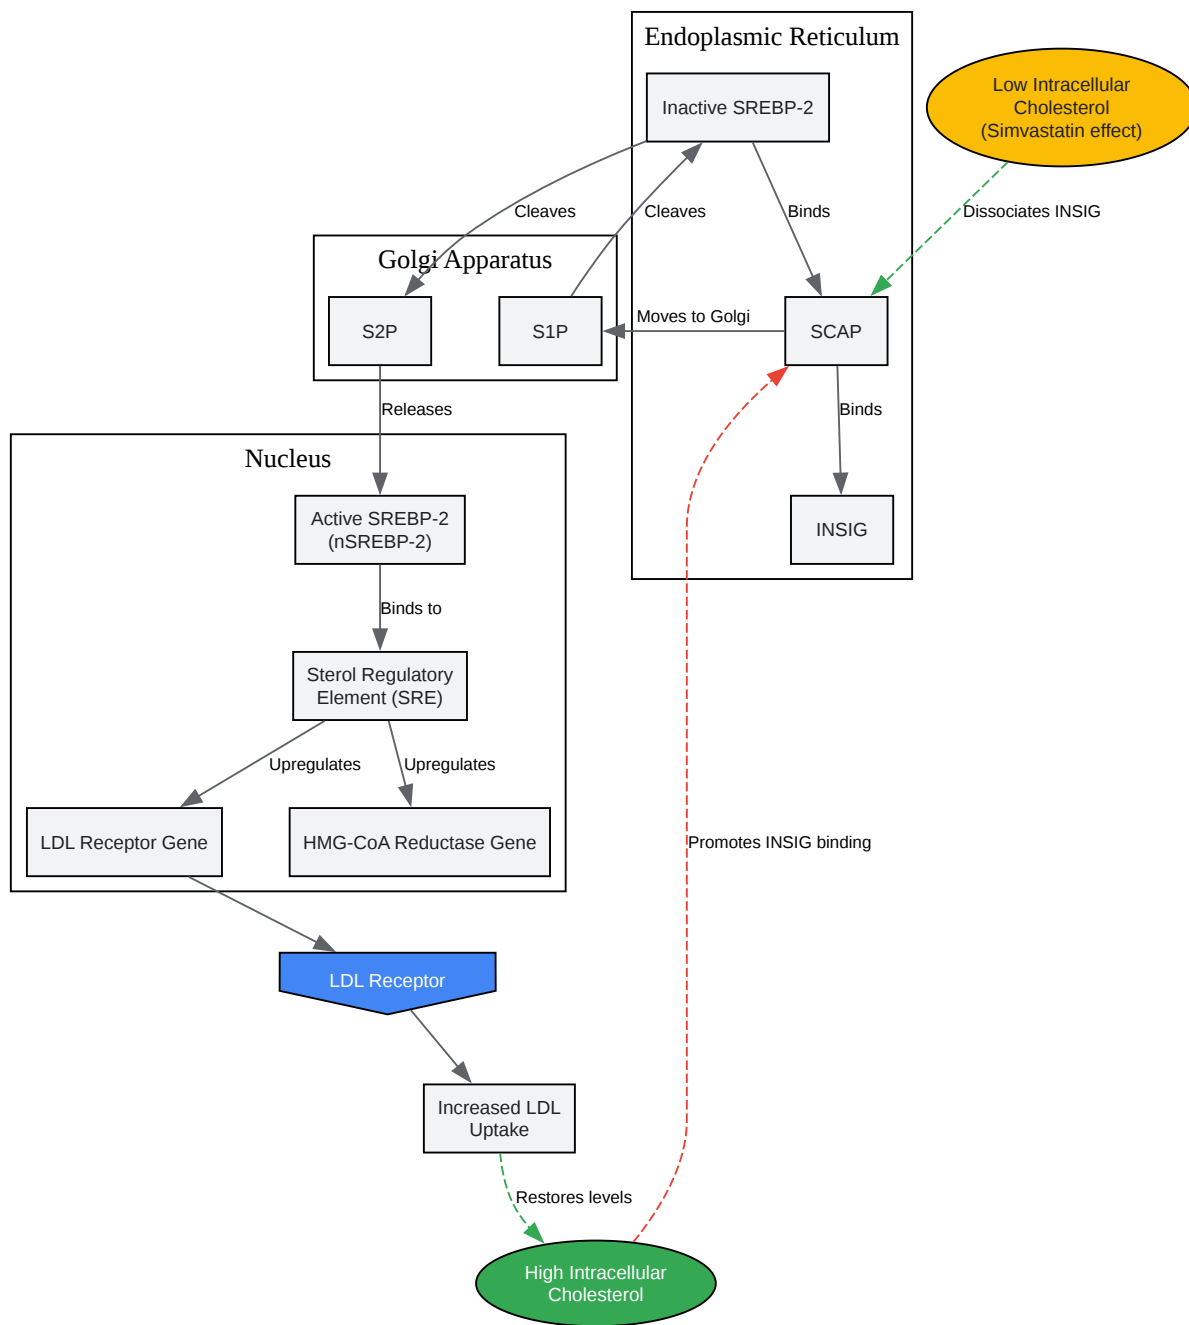 Endoplasmic Reticulum
Inactive SREBP-2
Low Intracellular
Cholesterol
(Simvastatin effect)
Cleaves
Cleaves
Binds
Dissociates INSIG
Golgi Apparatus
S2P
S1P
Moves to Golgi
SCAP
Releases
Binds
Nucleus
Active SREBP-2
(nSREBP-2)
INSIG
Binds to
Sterol Regulatory
Element (SRE)
Upregulates
Upregulates
LDL Receptor Gene
HMG-CoA Reductase Gene
Promotes INSIG binding
LDL Receptor
Increased LDL
Uptake
Restores levels
High Intracellular
Cholesterol